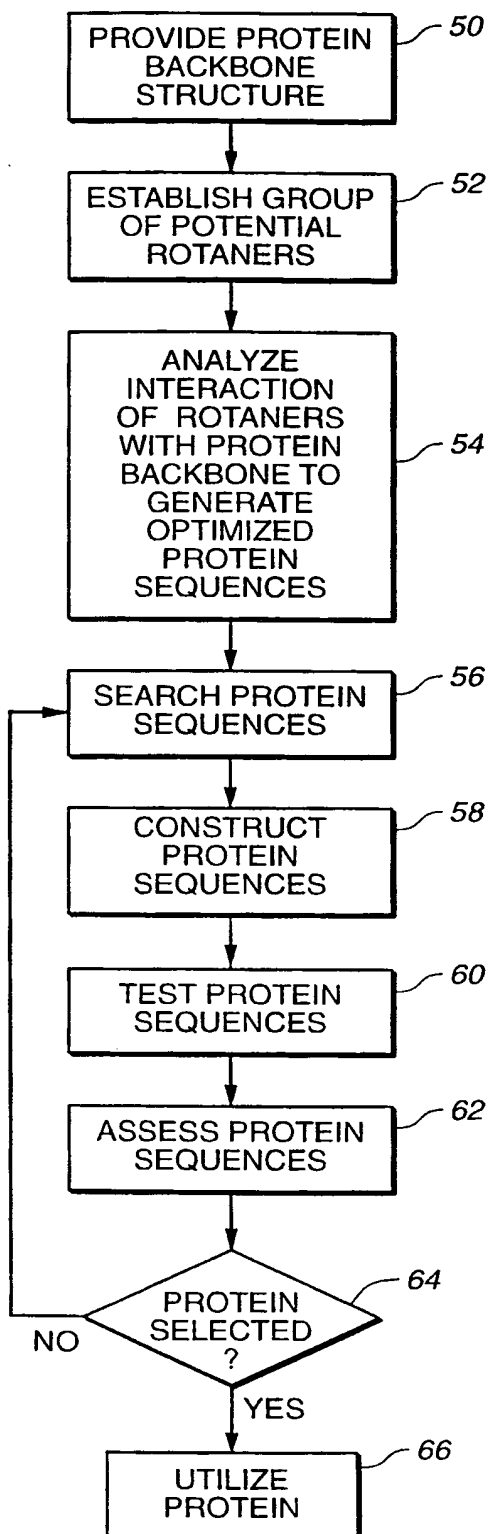 50
PROVIDE PROTEIN
BACKBONE
STRUCTURE
52
ESTABLISH GROUP
OF POTENTIAL
ROTANERS
ANALYZE
INTERACTION
OF ROTANERS
WITH PROTEIN
BACKBONE TO
GENERATE
OPTIMIZED
PROTEIN
SEQUENCES
54
56
SEARCH PROTEIN
SEQUENCES
58
CONSTRUCT
PROTEIN
SEQUENCES
60
TEST PROTEIN
SEQUENCES
62
ASSESS PROTEIN
SEQUENCES
64
PROTEIN
SELECTED
?
NO
YES
66
UTILIZE
PROTEIN